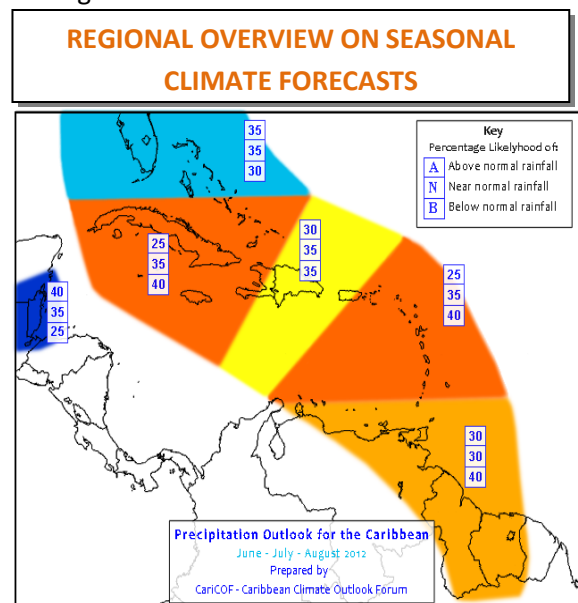 REGIONAL OVERVIEW ON SEASONAL
CLIMATE FORECASTS
35
35
30
Key
Percentage Likelyhood of:
A Above normal rainfall
N Near normal rainfall
B Below normal rainfall
25
35
40
30
35
35
25
35
40
40
35
25
30
30
40
Precipitation Outlook for the Caribbean
June - July - August 2012
Prepared by
CariCOF - Caribbean Climate Outlook Forum